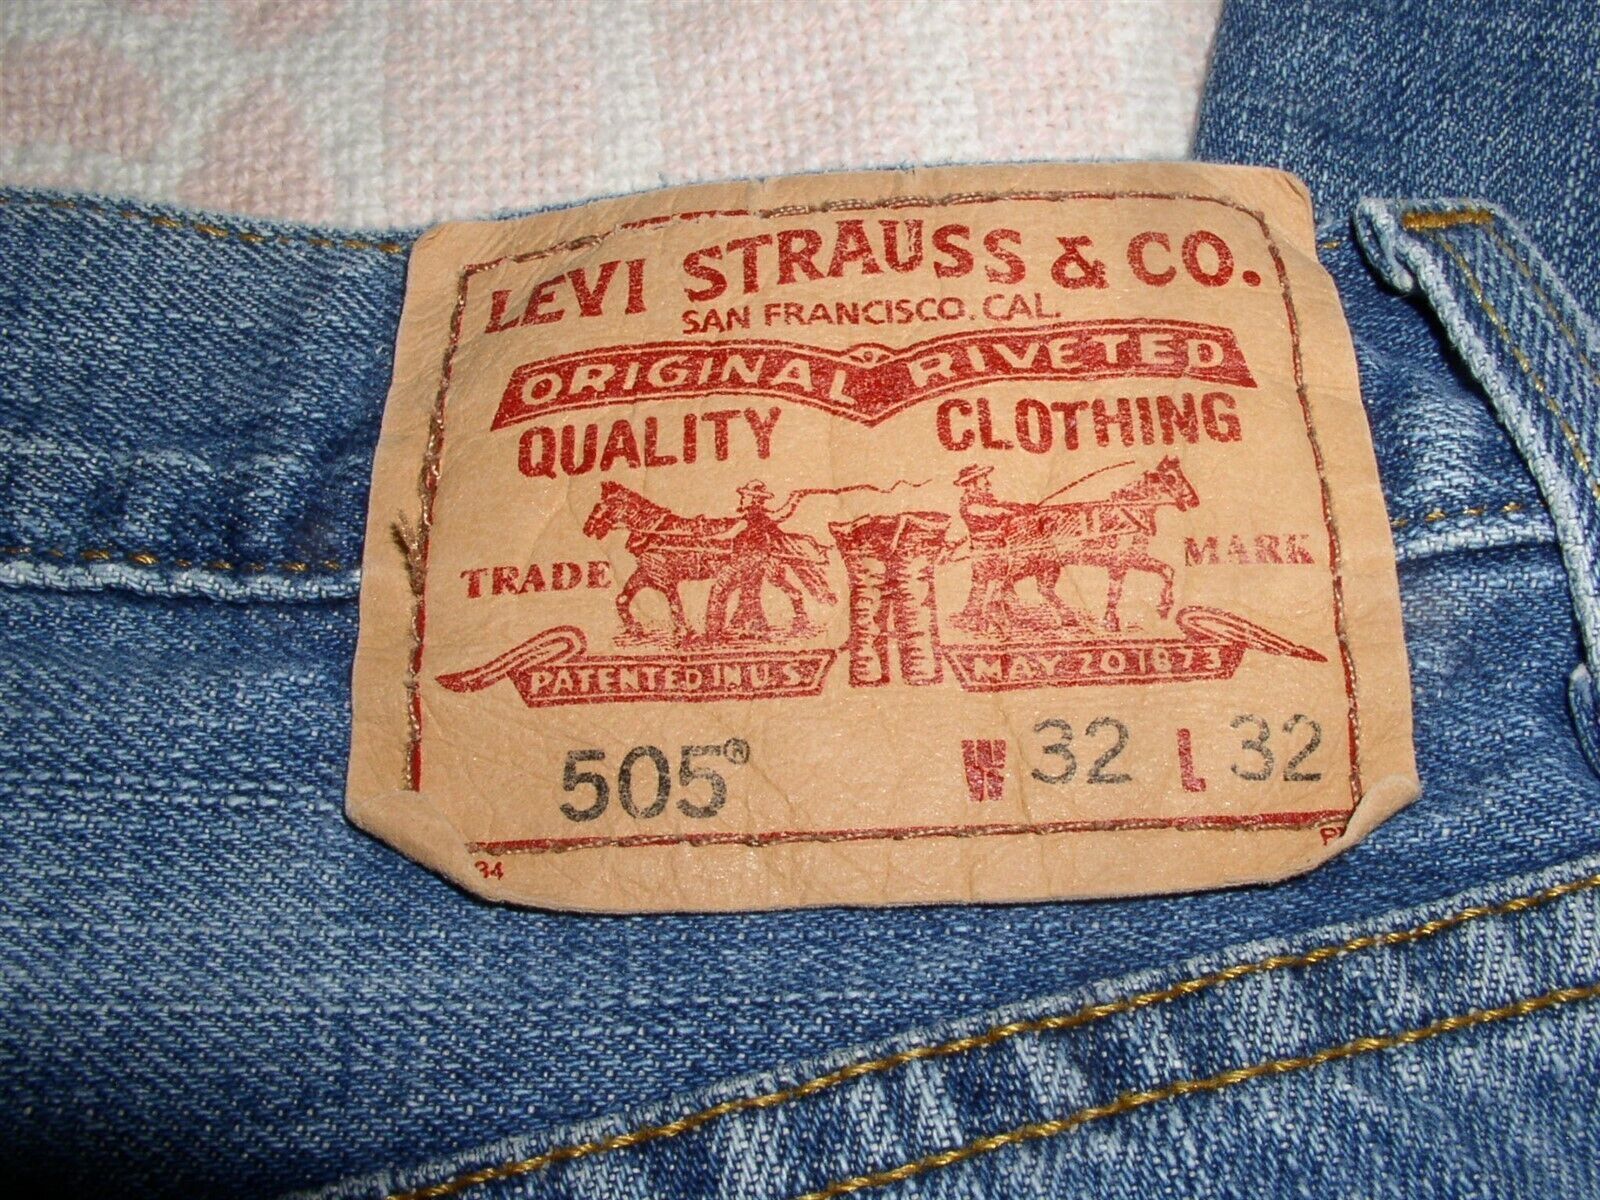 LEVI STRAUSS & CO.
SAN FRANCISCO. CAL.
ORIGINAL RIVETED
QUALITY CLOTHING
TRADE MARK
PATENTED IN U.S. MAY 20 1873
505® W 32 L 32
34